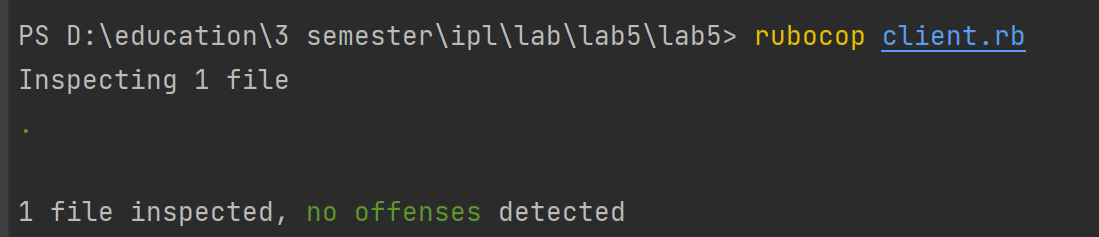 PS D:\education\3 semester\ipl\lab\lab5\lab5> rubocop client.rb
Inspecting 1 file
.
1 file inspected, no offenses detected